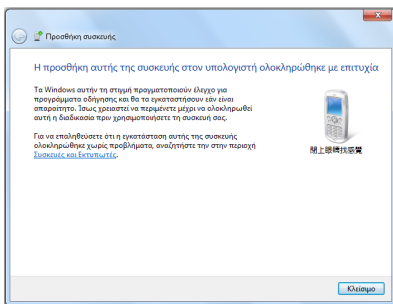 Προσθήκη συσκευής
Η προσθήκη αυτής της συσκευής στον υπολογιστή ολοκληρώθηκε με επιτυχία
Τα Windows αυτήν τη στιγμή πραγματοποιούν έλεγχο για
προγράμματα οδήγησης και θα τα εγκαταστήσουν εάν είναι
απαραίτητο. Ίσως χρειαστεί να περιμένετε μέχρι να ολοκληρωθεί
αυτή η διαδικασία πριν χρησιμοποιήσετε τη συσκευή σας.
閉上眼睛找感覺
Για να επαληθεύσετε ότι η εγκατάσταση αυτής της συσκευής
ολοκληρώθηκε χωρίς προβλήματα, αναζητήστε την στην περιοχή
Συσκευές και Εκτυπωτές.
Κλείσιμο